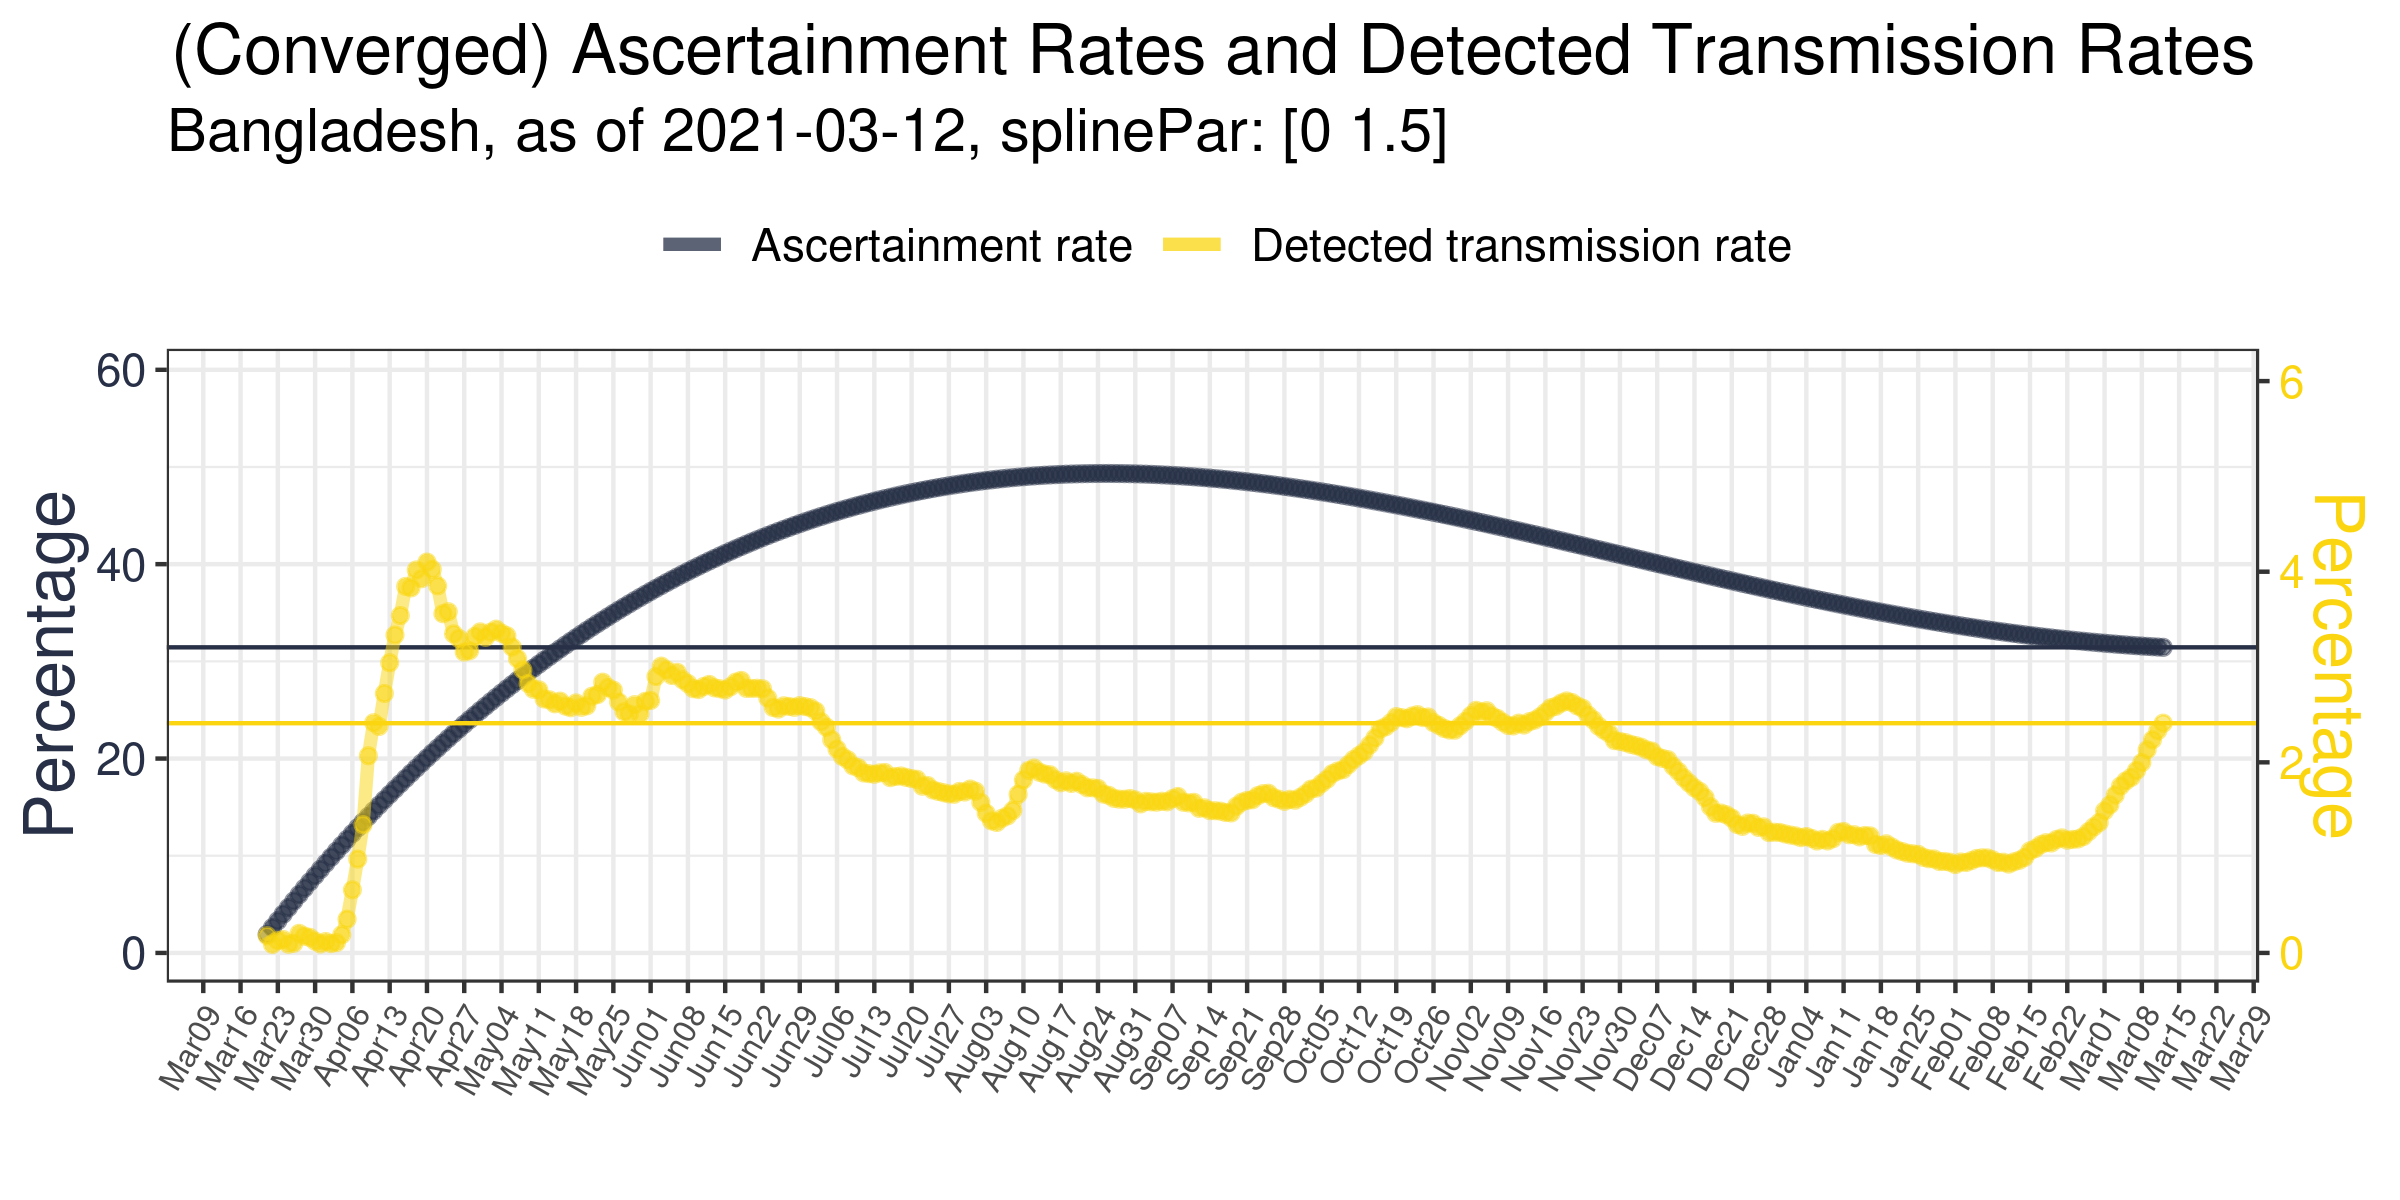 (Converged) Ascertainment Rates and Detected Transmission Rates
Bangladesh, as of 2021-03-12, splinePar: [0 1.5]
Ascertainment rate
Detected transmission rate
Percentage
60
40
20
0
6
4
2
0
Percentage
Mar09
Mar16
Mar23
Mar30
Apr06
Apr13
Apr20
Apr27
May04
May11
May18
May25
Jun01
Jun08
Jun15
Jun22
Jun29
Jul06
Jul13
Jul20
Jul27
Aug03
Aug10
Aug17
Aug24
Aug31
Sep07
Sep14
Sep21
Sep28
Oct05
Oct12
Oct19
Oct26
Nov02
Nov09
Nov16
Nov23
Nov30
Dec07
Dec14
Dec21
Dec28
Jan04
Jan11
Jan18
Jan25
Feb01
Feb08
Feb15
Feb22
Mar01
Mar08
Mar15
Mar22
Mar29